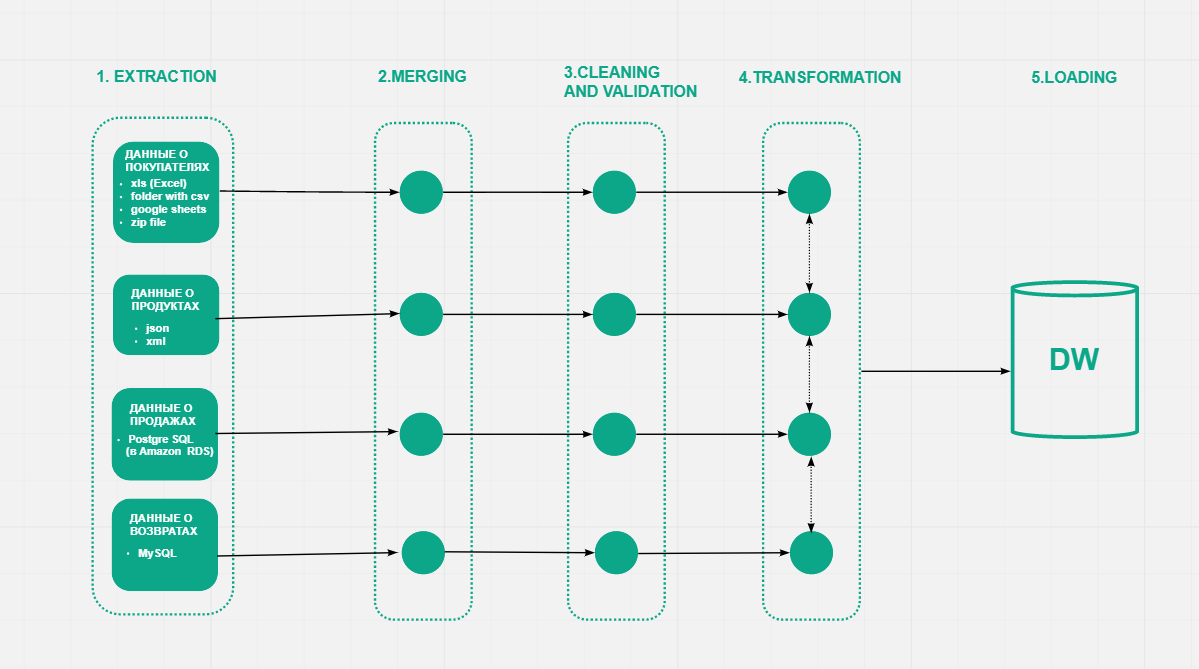 1. EXTRACTION
2.MERGING
3.CLEANING
AND VALIDATION
4.TRANSFORMATION
5.LOADING
ДАННЫЕ О
ПОКУПАТЕЛЯХ
· xls (Excel)
· folder with csv
· google sheets
· zip file
ДАННЫЕ О
ПРОДУКТАХ
· json
· xml
ДАННЫЕ О
ПРОДАЖАХ
· Postgre SQL
(в Amazon RDS)
ДАННЫЕ О
ВОЗВРАТАХ
· MySQL
DW